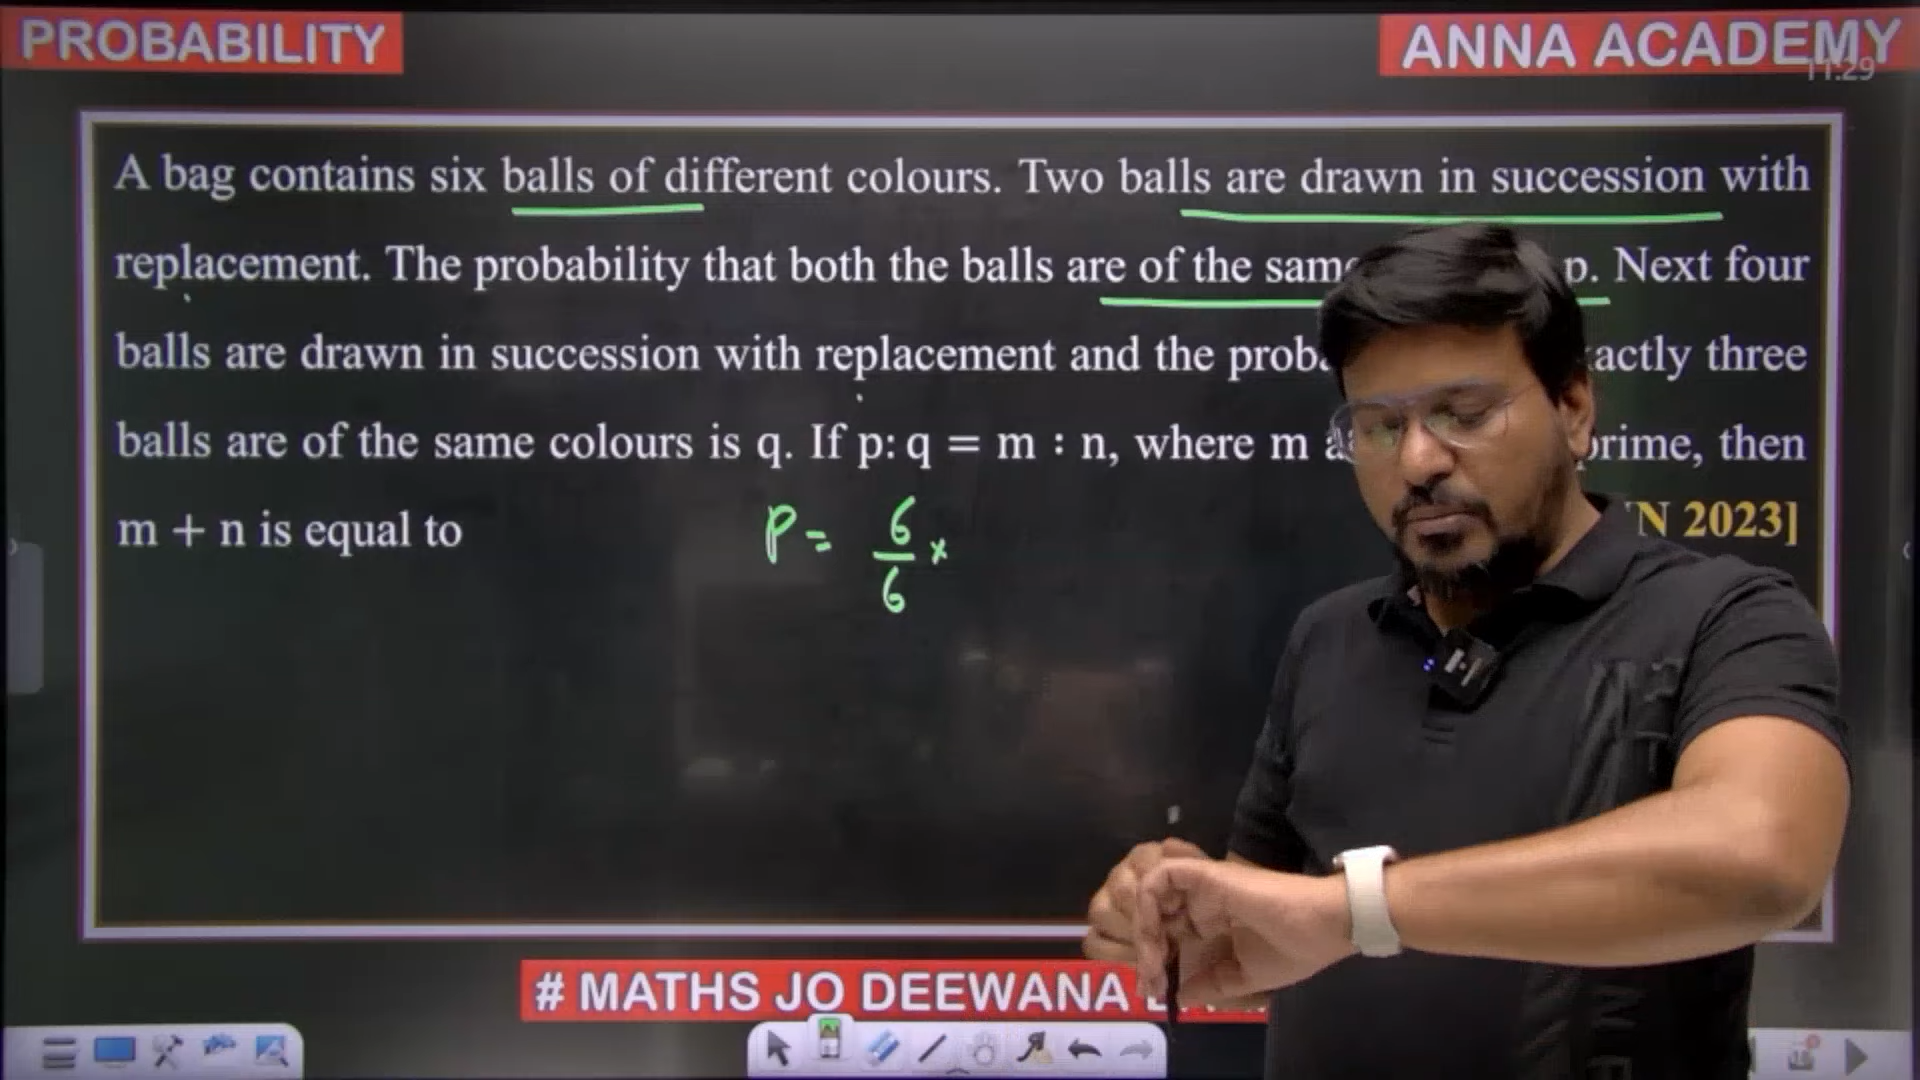 PROBABILITY
ANNA ACADEMY
11:29
A bag contains six balls of different colours. Two balls are drawn in succession with
replacement. The probability that both the balls are of the same p. Next four
balls are drawn in succession with replacement and the three
balls are of the same colours is q. If p: q = m : n, where m then
m + n is equal to
N 2023]
P = 6/6 ×
# MATHS JO DEEWANA